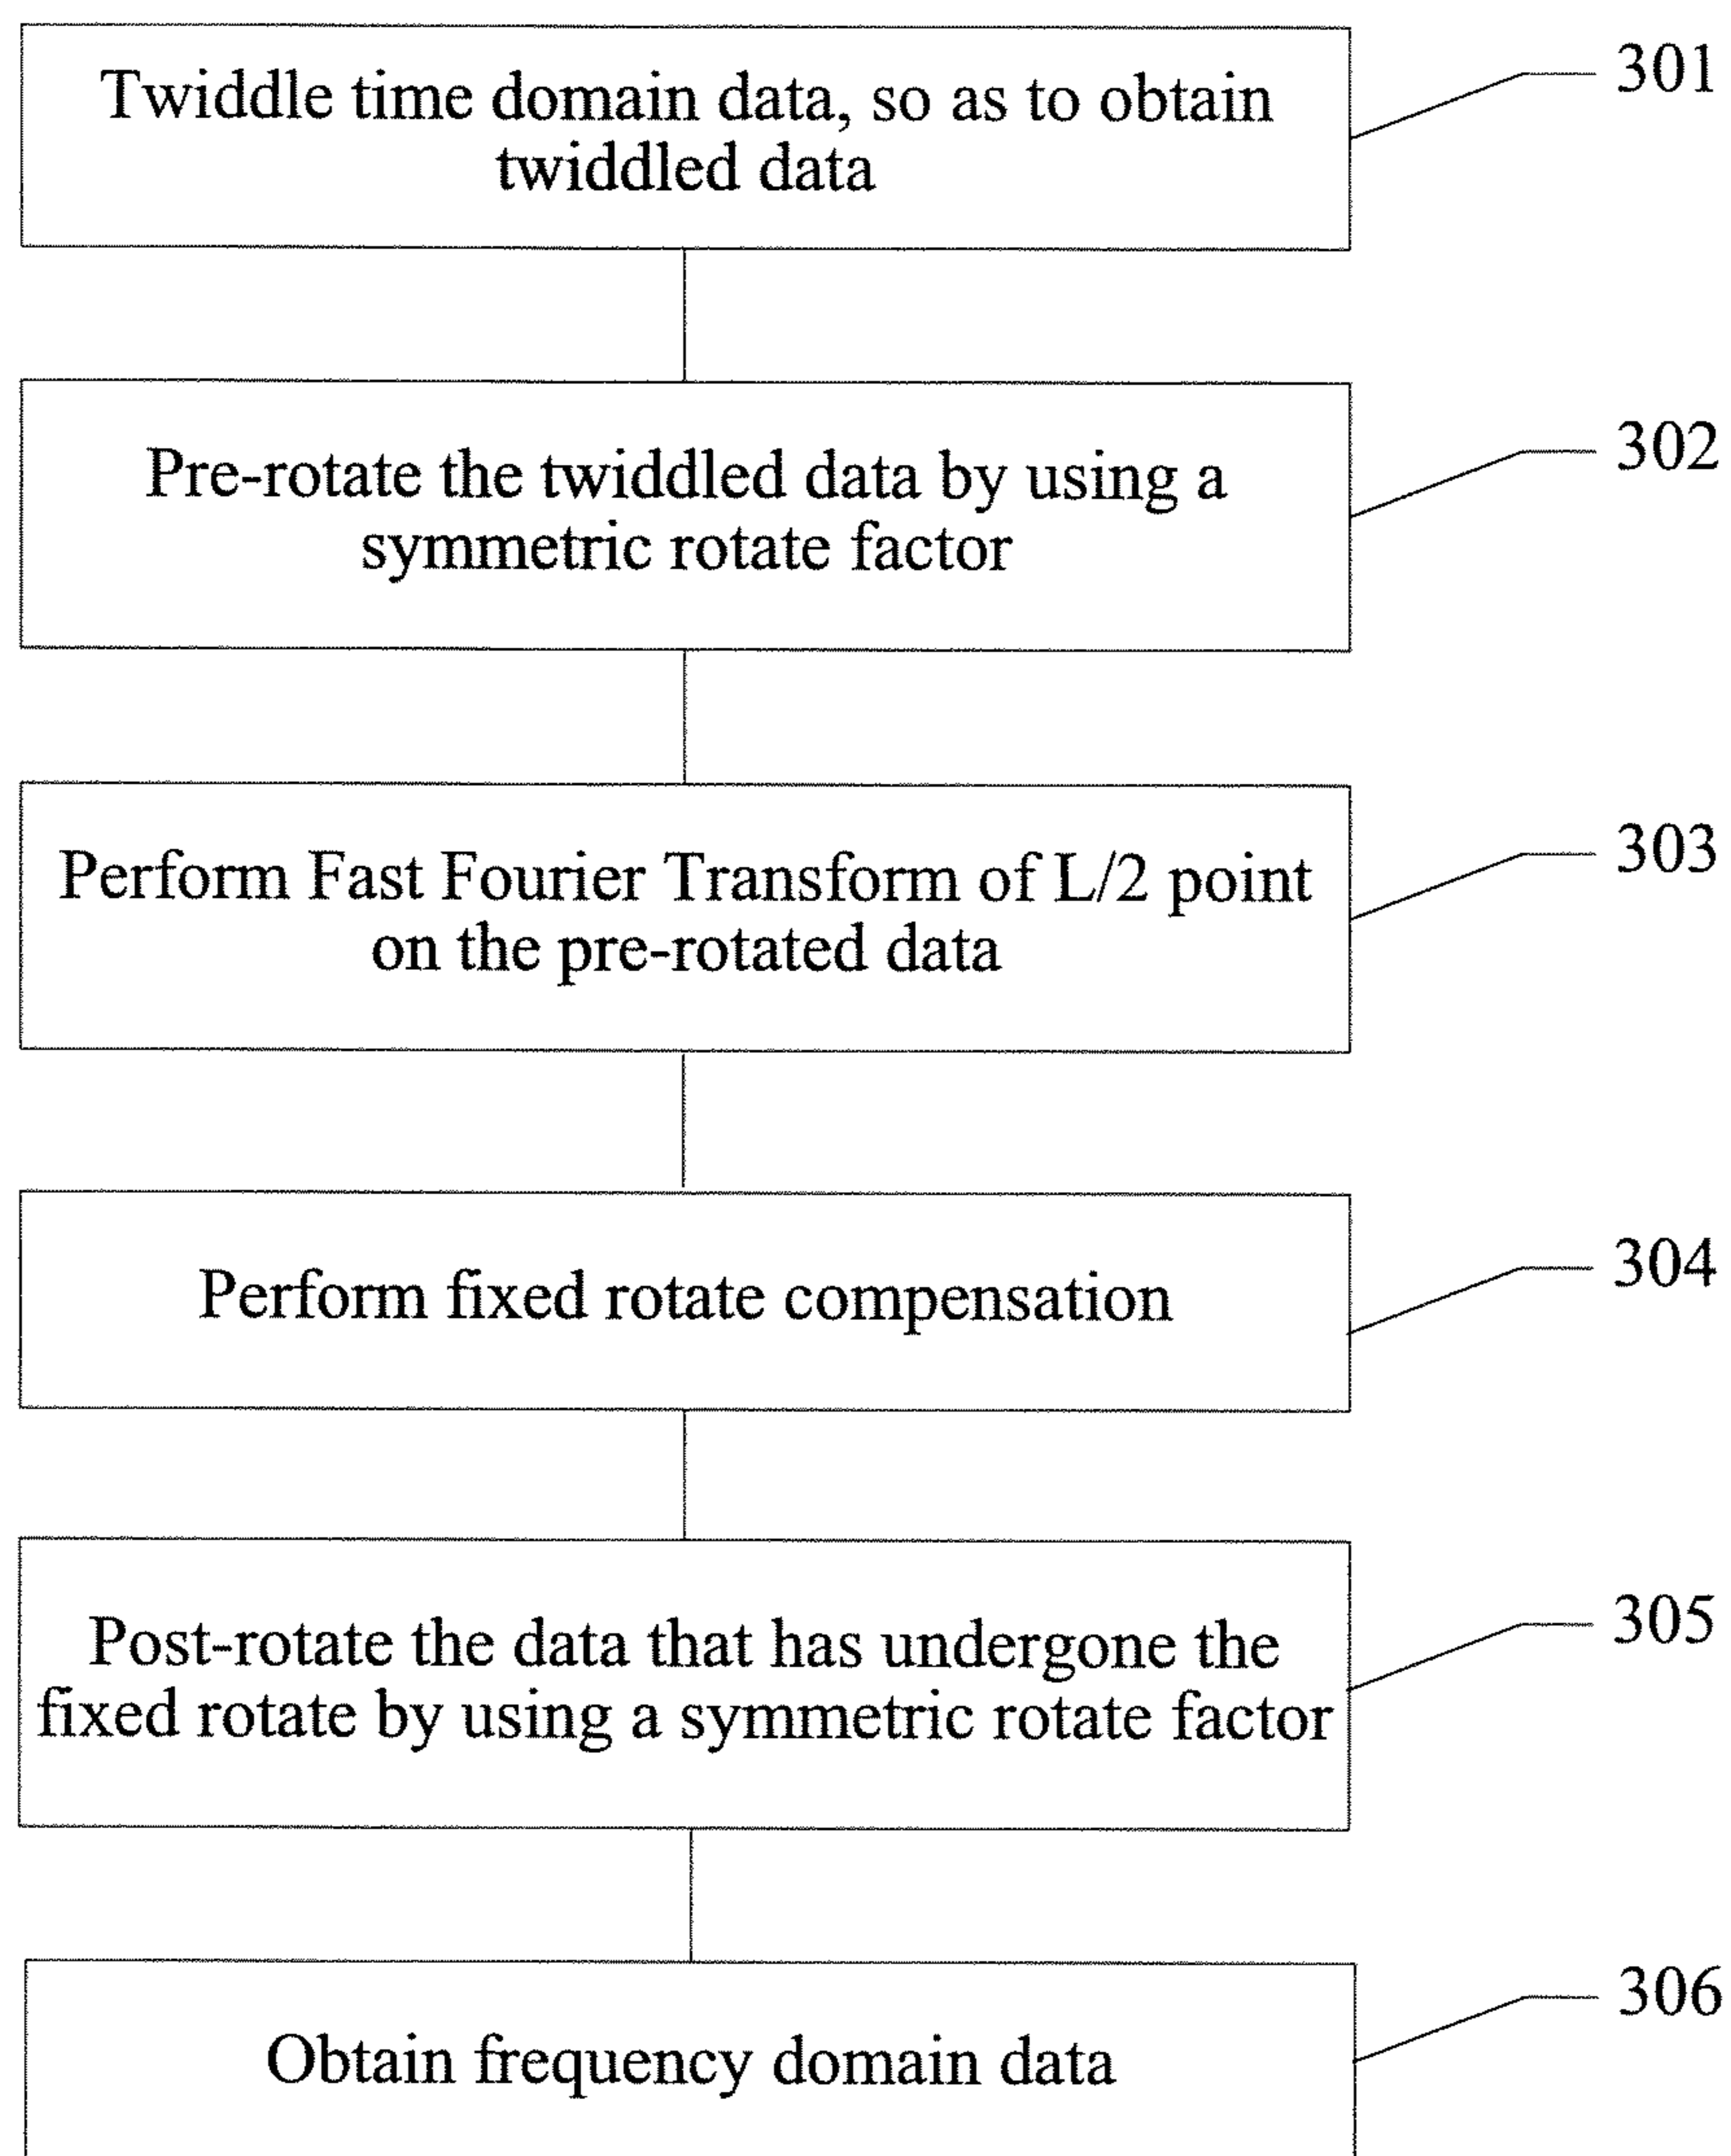 Twiddle time domain data, so as to obtain
twiddled data
301
Pre-rotate the twiddled data by using a
symmetric rotate factor
302
Perform Fast Fourier Transform of L/2 point
on the pre-rotated data
303
Perform fixed rotate compensation
304
Post-rotate the data that has undergone the
fixed rotate by using a symmetric rotate factor
305
Obtain frequency domain data
306